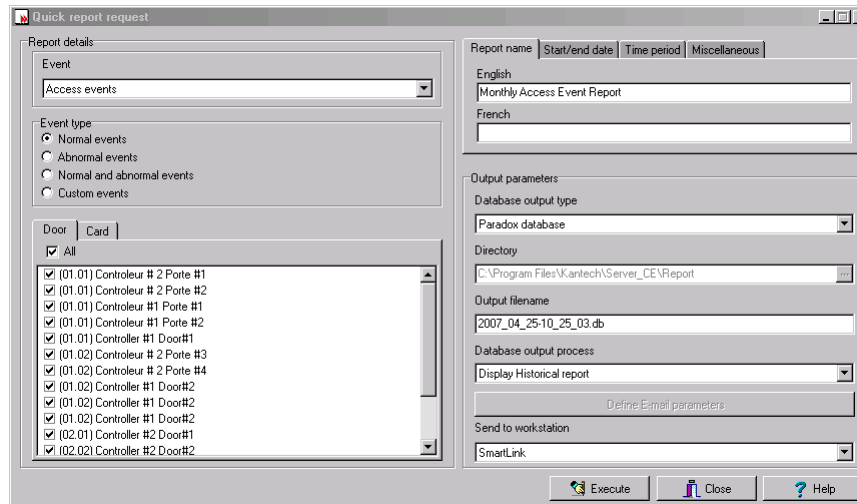 Quick report request
Report details
Event
Access events
Event type
Normal events
Abnormal events
Normal and abnormal events
Custom events
Door Card
All
(01.01) Controleur # 2 Porte #1
(01.01) Controleur # 2 Porte #2
(01.01) Controleur #1 Porte #1
(01.01) Controleur #1 Porte #2
(01.01) Controller #1 Door#1
(01.02) Controleur # 2 Porte #3
(01.02) Controleur # 2 Porte #4
(01.02) Controller #1 Door#2
(01.02) Controller #1 Door#2
(01.02) Controller #1 Door#2
(02.01) Controller #2 Door#1
(02.02) Controller #2 Door#2
Report name Start/end date Time period Miscellaneous
English
Monthly Access Event Report
French
Output parameters
Database output type
Paradox database
Directory
C:\Program Files\Kantech\Server_CE\Report ...
Output filename
2007_04_25-10_25_03.db
Database output process
Display Historical report
Define E-mail parameters
Send to workstation
SmartLink
Execute Close ? Help